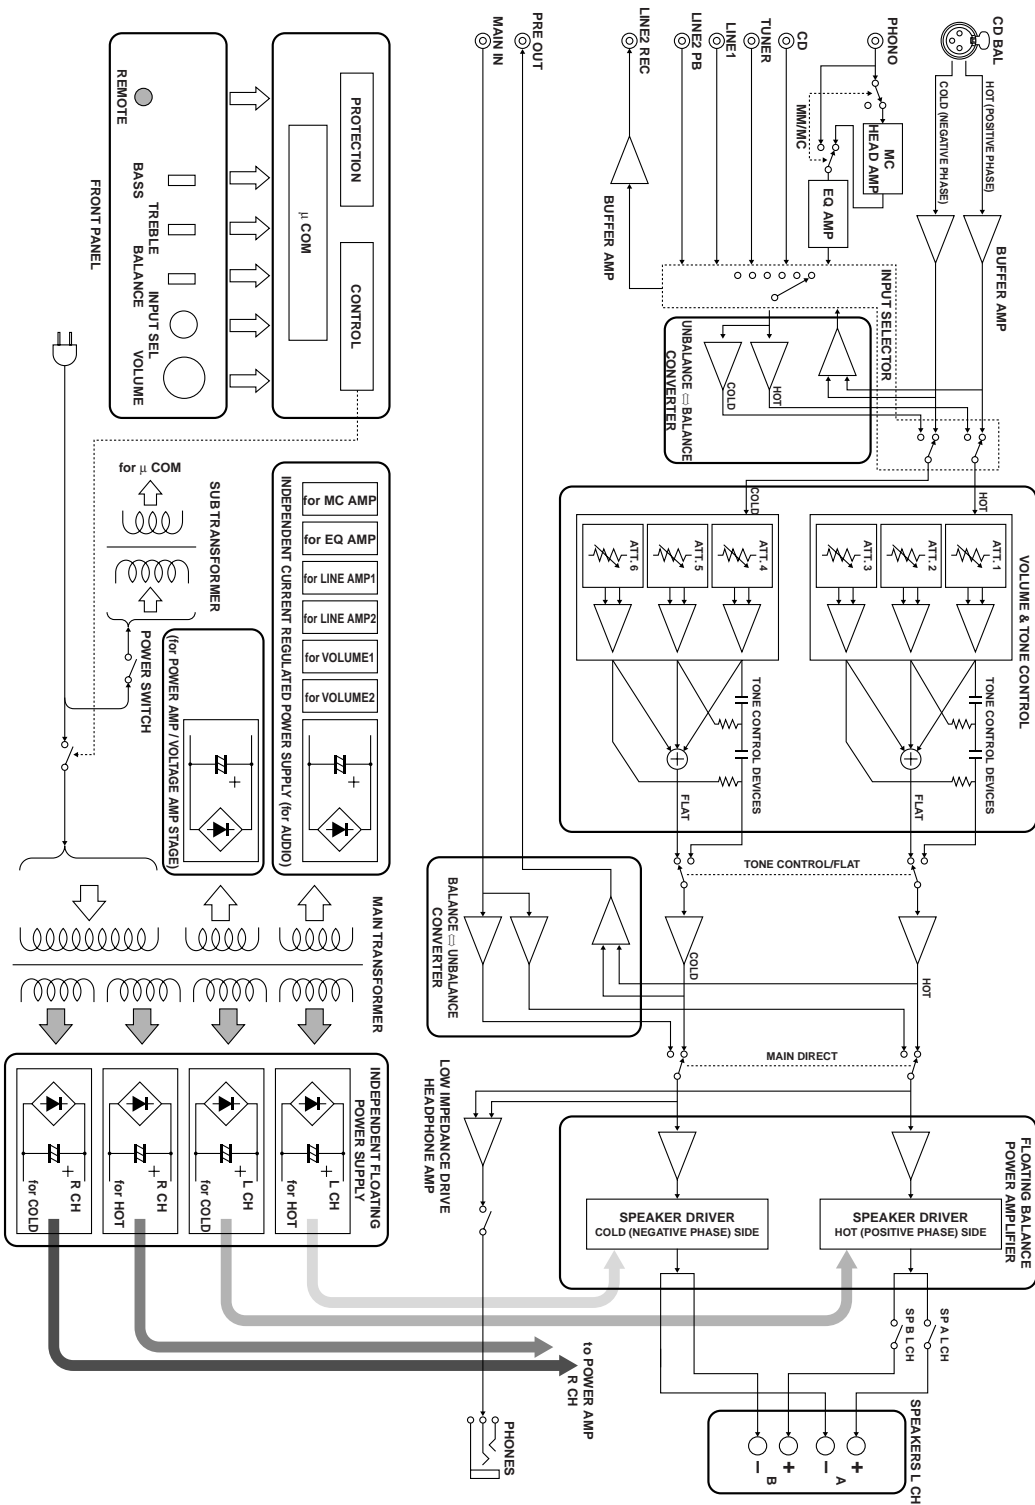 CD BAL
HOT (POSITIVE PHASE)
COLD (NEGATIVE PHASE)
PHONO
MM/MC
MC
HEAD AMP
EQ AMP
CD
TUNER
LINE1
LINE2 PB
LINE2 REC
PRE OUT
MAIN IN
BUFFER AMP
BUFFER AMP
INPUT SELECTOR
UNBALANCE ⇔ BALANCE
CONVERTER
HOT
COLD
VOLUME & TONE CONTROL
HOT
COLD
ATT. 1
ATT. 2
ATT. 3
ATT. 4
ATT. 5
ATT. 6
TONE CONTROL DEVICES
TONE CONTROL DEVICES
+
+
FLAT
FLAT
TONE CONTROL/FLAT
BALANCE ⇔ UNBALANCE
CONVERTER
COLD
HOT
MAIN DIRECT
LOW IMPEDANCE DRIVE
HEADPHONE AMP
FLOATING BALANCE
POWER AMPLIFIER
SPEAKER DRIVER
HOT (POSITIVE PHASE) SIDE
SPEAKER DRIVER
COLD (NEGATIVE PHASE) SIDE
SP A L CH
SP B L CH
SPEAKERS L CH
+
A
−
+
B
−
PHONES
to POWER AMP
R CH
PROTECTION
CONTROL
μ COM
REMOTE
BASS
TREBLE
BALANCE
INPUT SEL
VOLUME
FRONT PANEL
for μ COM
SUB TRANSFORMER
POWER SWITCH
INDEPENDENT CURRENT REGULATED POWER SUPPLY (for AUDIO)
for MC AMP
for EQ AMP
for LINE AMP1
for LINE AMP2
for VOLUME1
for VOLUME2
+
(for POWER AMP / VOLTAGE AMP STAGE)
+
MAIN TRANSFORMER
INDEPENDENT FLOATING
POWER SUPPLY
+
L CH
for HOT
+
L CH
for COLD
+
R CH
for HOT
+
R CH
for COLD